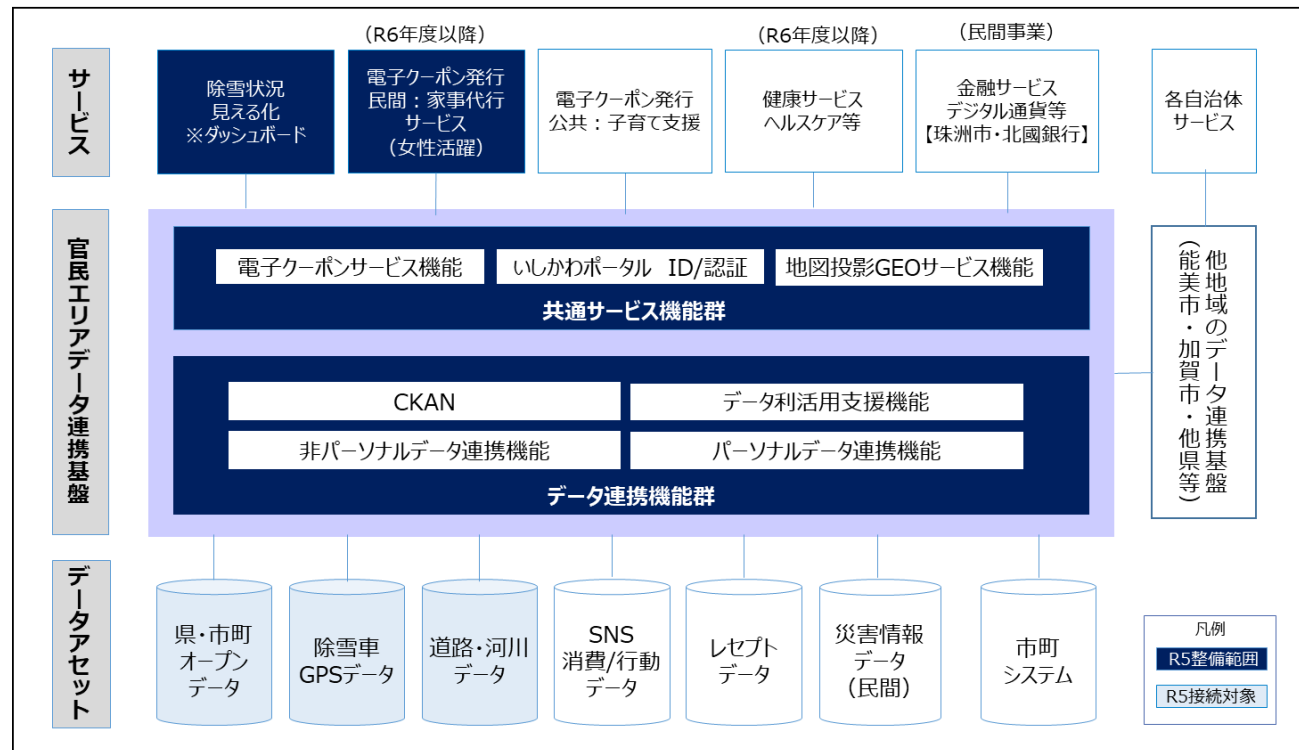 サービス
除雪状況
見える化
※ダッシュボード
(R6年度以降)
電子クーポン発行
民間：家事代行
サービス
（女性活躍）
電子クーポン発行
公共：子育て支援
(R6年度以降)
健康サービス
ヘルスケア等
（民間事業）
金融サービス
デジタル通貨等
【珠洲市・北國銀行】
各自治体
サービス
官民エリアデータ連携基盤
電子クーポンサービス機能
いしかわポータル　ID/認証
地図投影GEOサービス機能
共通サービス機能群
CKAN
データ利活用支援機能
非パーソナルデータ連携機能
パーソナルデータ連携機能
データ連携機能群
他地域のデータ連携基盤
(能美市・加賀市・他県等)
データアセット
県・市町
オープン
データ
除雪車
GPSデータ
道路・河川
データ
SNS
消費/行動
データ
レセプト
データ
災害情報
データ
（民間）
市町
システム
凡例
R5整備範囲
R5接続対象